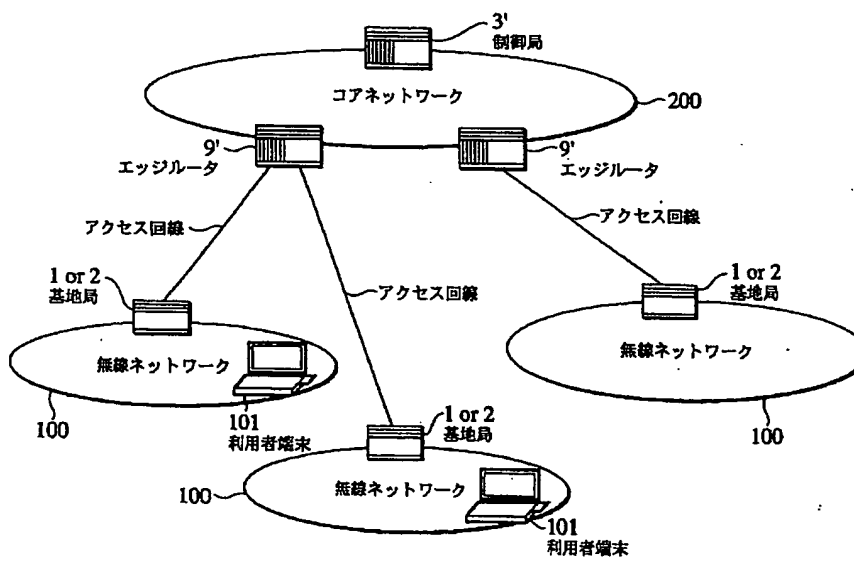 3'
制御局
コアネットワーク
200
9'
エッジルータ
9'
エッジルータ
アクセス回線
アクセス回線
アクセス回線
1 or 2
基地局
1 or 2
基地局
無線ネットワーク
無線ネットワーク
100
101
利用者端末
1 or 2
基地局
100
100
無線ネットワーク
101
利用者端末